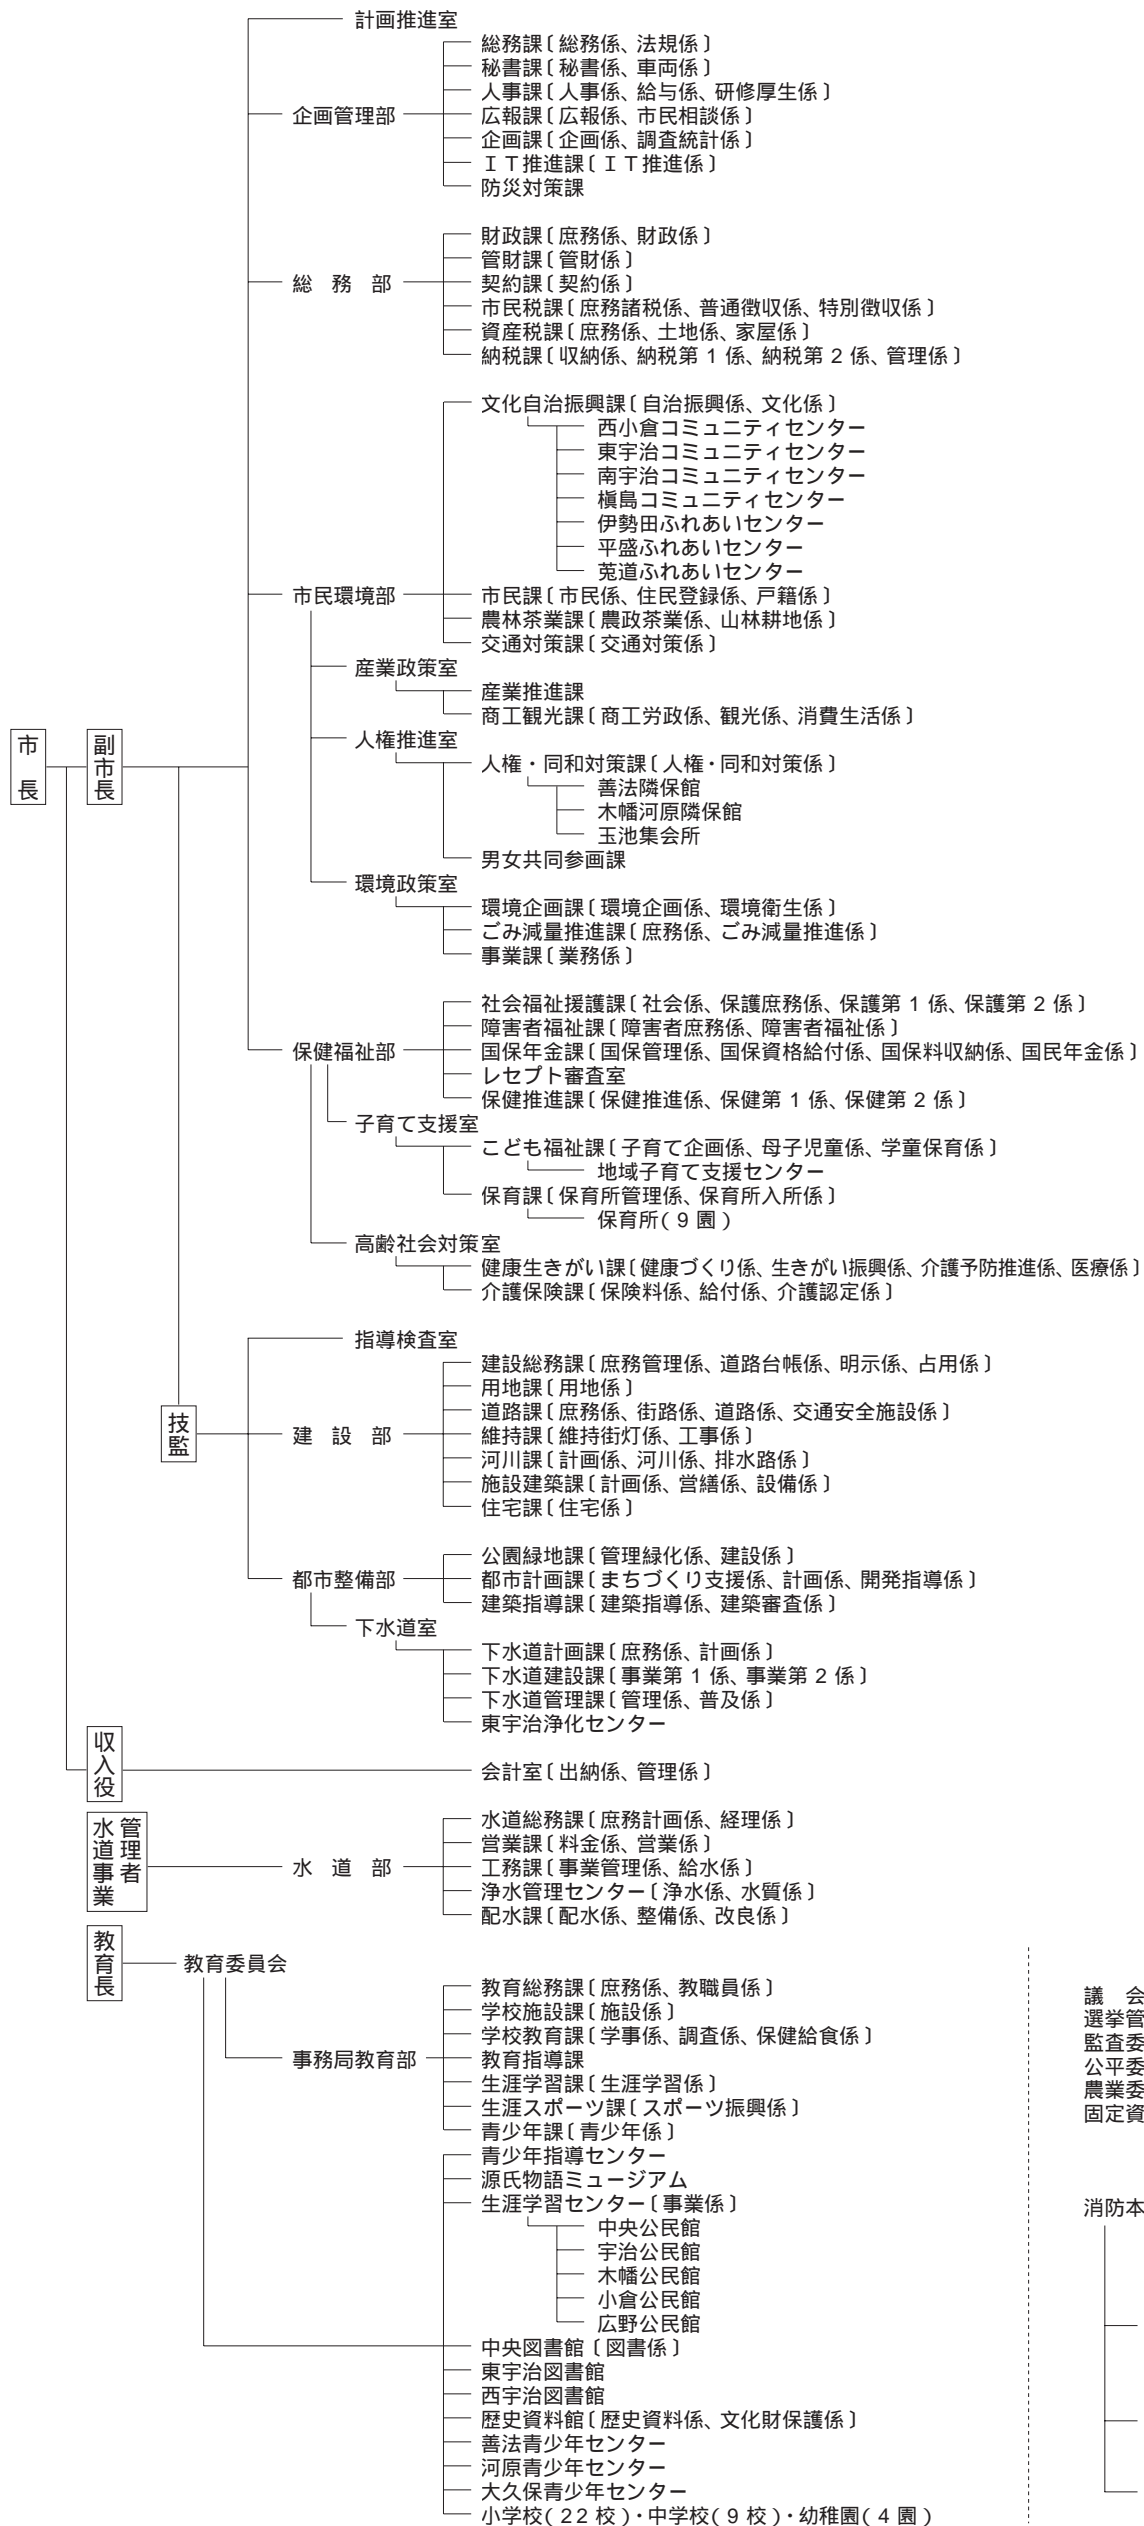 計画推進室
総務課〔総務係、法規係〕
秘書課〔秘書係、車両係〕
人事課〔人事係、給与係、研修厚生係〕
企画管理部
広報課〔広報係、市民相談係〕
企画課〔企画係、調査統計係〕
ＩＴ推進課〔ＩＴ推進係〕
防災対策課
財政課〔庶務係、財政係〕
管財課〔管財係〕
総　務　部
契約課〔契約係〕
市民税課〔庶務諸税係、普通徴収係、特別徴収係〕
資産税課〔庶務係、土地係、家屋係〕
納税課〔収納係、納税第１係、納税第２係、管理係〕
文化自治振興課〔自治振興係、文化係〕
西小倉コミュニティセンター
東宇治コミュニティセンター
南宇治コミュニティセンター
槇島コミュニティセンター
伊勢田ふれあいセンター
平盛ふれあいセンター
菟道ふれあいセンター
市民環境部
市民課〔市民係、住民登録係、戸籍係〕
農林茶業課〔農政茶業係、山林耕地係〕
交通対策課〔交通対策係〕
産業政策室
産業推進課
商工観光課〔商工労政係、観光係、消費生活係〕
市長
副市長
人権推進室
人権・同和対策課〔人権・同和対策係〕
善法隣保館
木幡河原隣保館
玉池集会所
男女共同参画課
環境政策室
環境企画課〔環境企画係、環境衛生係〕
ごみ減量推進課〔庶務係、ごみ減量推進係〕
事業課〔業務係〕
社会福祉援護課〔社会係、保護庶務係、保護第１係、保護第２係〕
障害者福祉課〔障害者庶務係、障害者福祉係〕
保健福祉部
国保年金課〔国保管理係、国保資格給付係、国保料収納係、国民年金係〕
レセプト審査室
保健推進課〔保健推進係、保健第１係、保健第２係〕
子育て支援室
こども福祉課〔子育て企画係、母子児童係、学童保育係〕
地域子育て支援センター
保育課〔保育所管理係、保育所入所係〕
保育所（９園）
高齢社会対策室
健康生きがい課〔健康づくり係、生きがい振興係、介護予防推進係、医療係〕
介護保険課〔保険料係、給付係、介護認定係〕
指導検査室
建設総務課〔庶務管理係、道路台帳係、明示係、占用係〕
用地課〔用地係〕
道路課〔庶務係、街路係、道路係、交通安全施設係〕
技監
建　設　部
維持課〔維持街灯係、工事係〕
河川課〔計画係、河川係、排水路係〕
施設建築課〔計画係、営繕係、設備係〕
住宅課〔住宅係〕
公園緑地課〔管理緑化係、建設係〕
都市整備部
都市計画課〔まちづくり支援係、計画係、開発指導係〕
建築指導課〔建築指導係、建築審査係〕
下水道室
下水道計画課〔庶務係、計画係〕
下水道建設課〔事業第１係、事業第２係〕
下水道管理課〔管理係、普及係〕
東宇治浄化センター
収入役
会計室〔出納係、管理係〕
水道事業管理者
水道総務課〔庶務計画係、経理係〕
営業課〔料金係、営業係〕
水　道　部
工務課〔事業管理係、給水係〕
浄水管理センター〔浄水係、水質係〕
配水課〔配水係、整備係、改良係〕
教育長
教育委員会
教育総務課〔庶務係、教職員係〕
学校施設課〔施設係〕
学校教育課〔学事係、調査係、保健給食係〕
事務局教育部
教育指導課
生涯学習課〔生涯学習係〕
生涯スポーツ課〔スポーツ振興係〕
青少年課〔青少年係〕
青少年指導センター
源氏物語ミュージアム
生涯学習センター〔事業係〕
中央公民館
宇治公民館
木幡公民館
小倉公民館
広野公民館
中央図書館〔図書係〕
東宇治図書館
西宇治図書館
歴史資料館〔歴史資料係、文化財保護係〕
善法青少年センター
河原青少年センター
大久保青少年センター
小学校（２２校）・中学校（９校）・幼稚園（４園）
議　会
選挙管
監査委
公平委
農業委
固定資
消防本